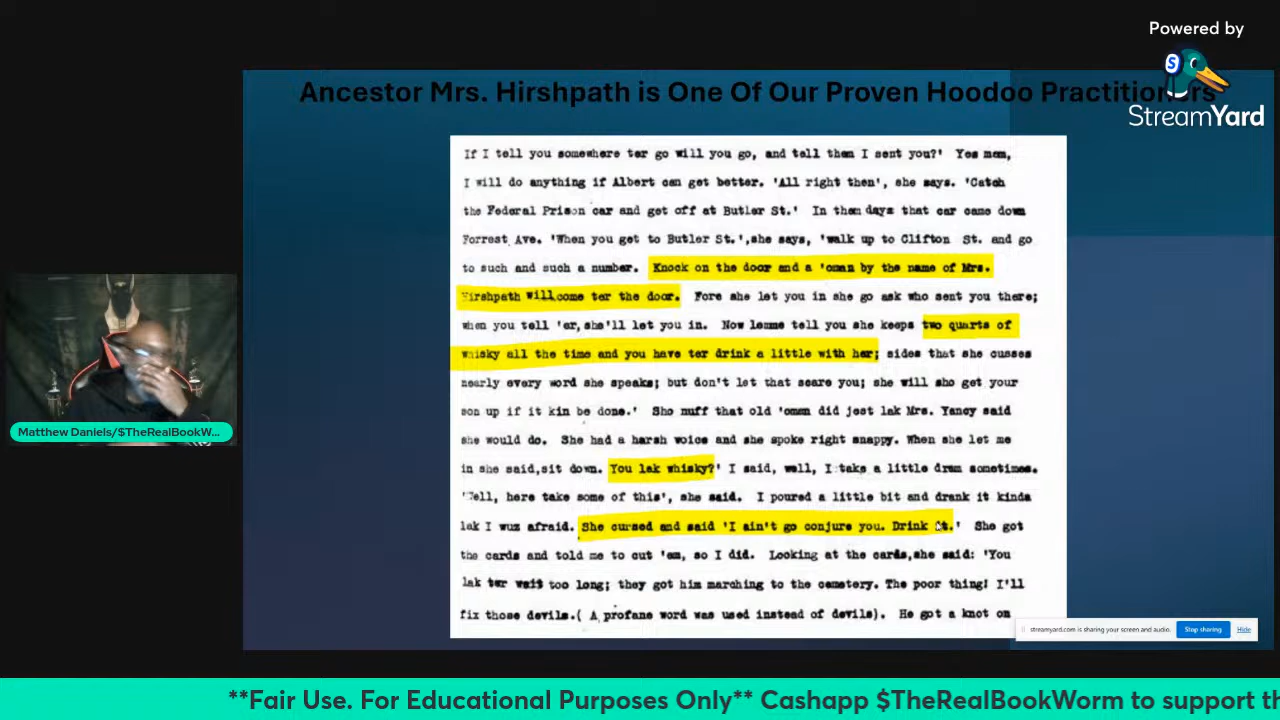 Powered by
StreamYard
Ancestor Mrs. Hirshpath is One Of Our Proven Hoodoo Practitioners
If I tell you somewhere ter go will you go, and tell them I sent you?' Yes mam,
I will do anything if Albert can get better. 'All right then', she says. 'Catch
the Federal Prison car and get off at Butler St.' In them days that car came down
Forrest Ave. 'When you get to Butler St.',she says, 'walk up to Clifton St. and go
to such and such a number. Knock on the door and a 'oman by the name of Mrs.
Hirshpath will come ter the door. Fore she let you in she go ask who sent you there;
when you tell 'er,she'll let you in. Now lemme tell you she keeps two quarts of
whisky all the time and you have ter drink a little with her; sides that she cusses
nearly every word she speaks; but don't let that scare you; she will sho get your
son up if it kin be done.' Sho nuff that old 'oman did jest lak Mrs. Yancy said
she would do. She had a harsh voice and she spoke right snappy. When she let me
in she said,sit down. You lak whisky?' I said, well, I take a little dram sometimes.
'Well, here take some of this', she said. I poured a little bit and drank it kinda
lak I wuz afraid. She cursed and said 'I ain't go conjure you. Drink it.' She got
the cards and told me to cut 'em, so I did. Looking at the cards,she said: 'You
lak ter wait too long; they got him marching to the cemetery. The poor thing! I'll
fix those devils.( A profane word was used instead of devils). He got a knot on
streamyard.com is sharing your screen and audio.
Stop sharing
Hide
Matthew Daniels/$TheRealBookW...
**Fair Use. For Educational Purposes Only** Cashapp $TheRealBookWorm to support th